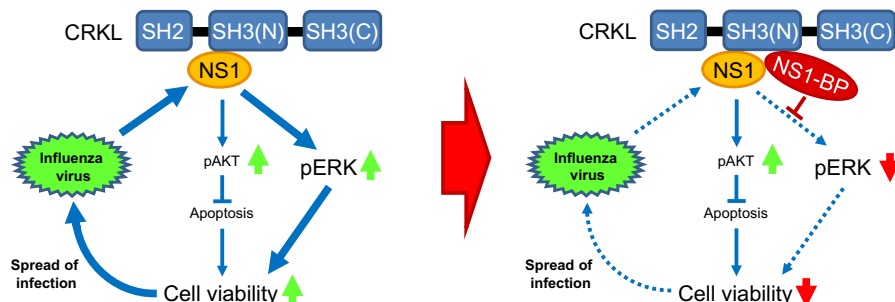 CRKL SH2 SH3(N) SH3(C)
NS1
Influenza
virus
pAKT
pERK
Apoptosis
Spread of
infection
Cell viability
CRKL SH2 SH3(N) SH3(C)
NS1 NS1-BP
Influenza
virus
pAKT
pERK
Apoptosis
Spread of
infection
Cell viability